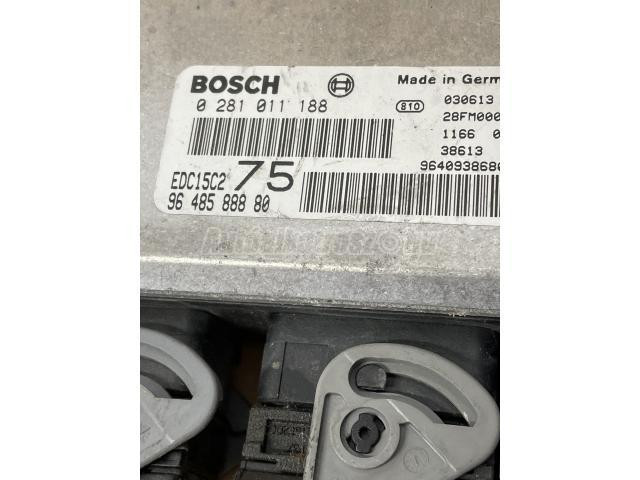 BOSCH
0 281 011 188
EDC15C2 75
96 485 888 80
Made in Germ
810 030613
28FM000
1166 0
38613
9640938680